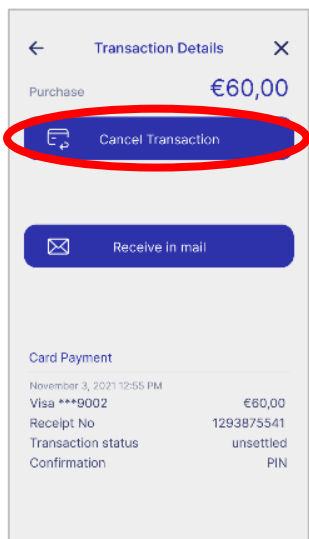 Transaction Details
Purchase €60,00
Cancel Transaction
Receive in mail
Card Payment
November 3, 2021 12:55 PM
Visa ***9002 €60,00
Receipt No 1293875541
Transaction status unsettled
Confirmation PIN